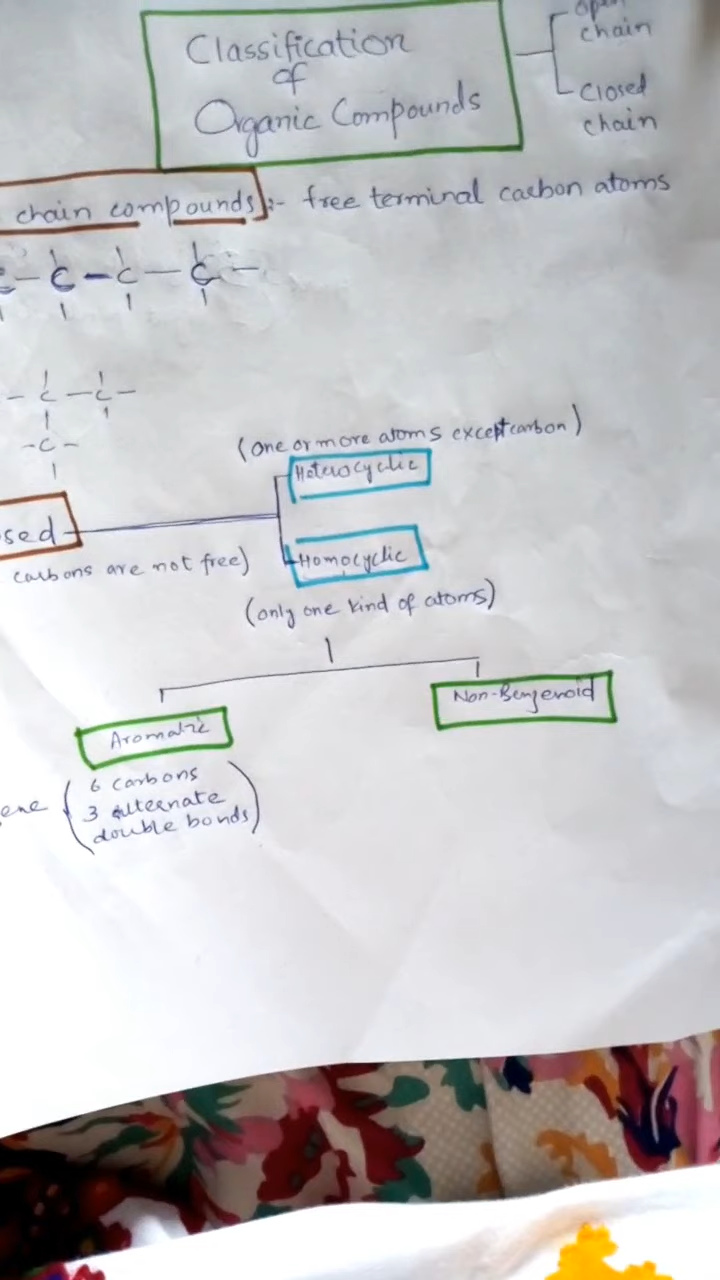 Classification
of
Organic Compounds
open
chain
closed
chain
chain compounds :- free terminal carbon atoms
C - C - C - C -
- C - C -
- C -
(one or more atoms except carbon)
Heterocyclic
sed
carbons are not free)
Homocyclic
(only one kind of atoms)
Aromatic
Non-Benzenoid
ene
6 carbons
3 alternate
double bonds